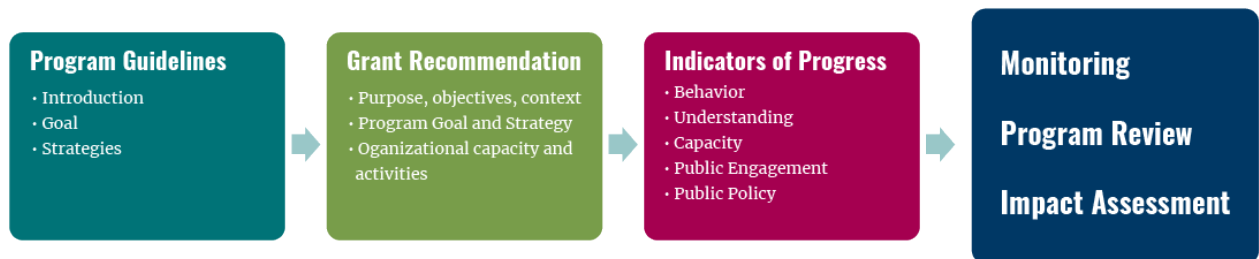 Program Guidelines
· Introduction
· Goal
· Strategies
Grant Recommendation
· Purpose, objectives, context
· Program Goal and Strategy
· Oganizational capacity and
activities
Indicators of Progress
· Behavior
· Understanding
· Capacity
· Public Engagement
· Public Policy
Monitoring
Program Review
Impact Assessment